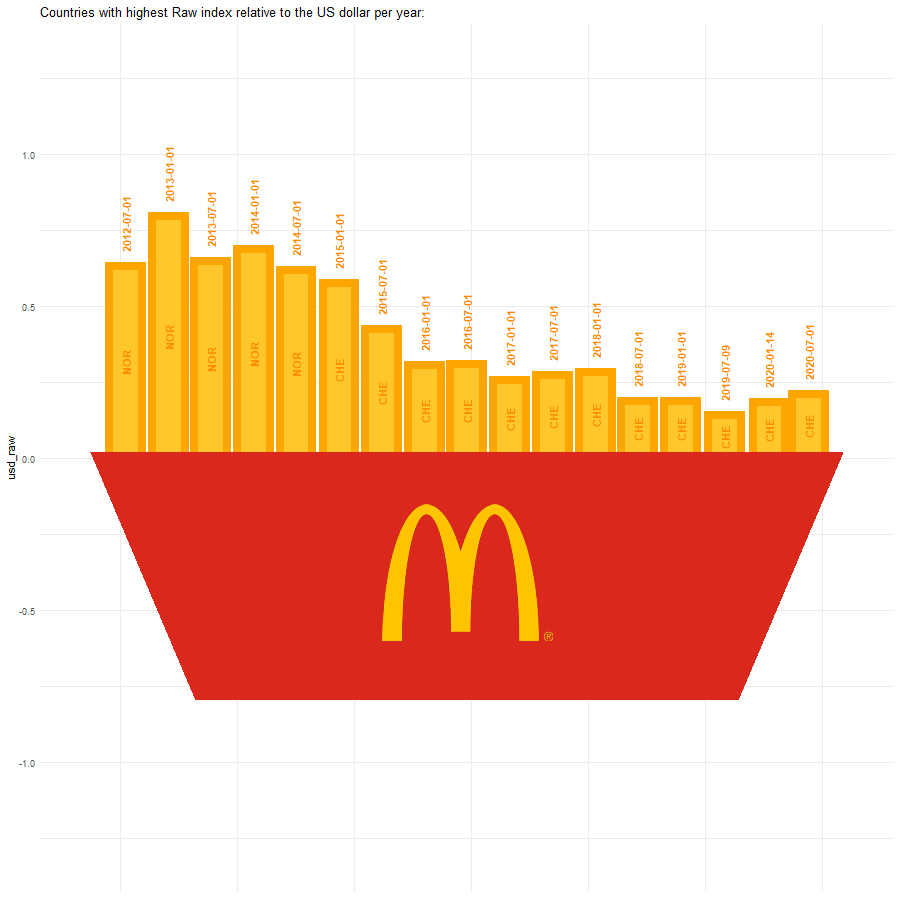 Countries with highest Raw index relative to the US dollar per year:
usd_raw
1.0
0.5
0.0
-0.5
-1.0
2012-07-01
2013-01-01
2013-07-01
2014-01-01
2014-07-01
2015-01-01
2015-07-01
2016-01-01
2016-07-01
2017-01-01
2017-07-01
2018-01-01
2018-07-01
2019-01-01
2019-07-09
2020-01-14
2020-07-01
NOR
NOR
NOR
NOR
NOR
CHE
CHE
CHE
CHE
CHE
CHE
CHE
CHE
CHE
CHE
CHE
CHE
M
®